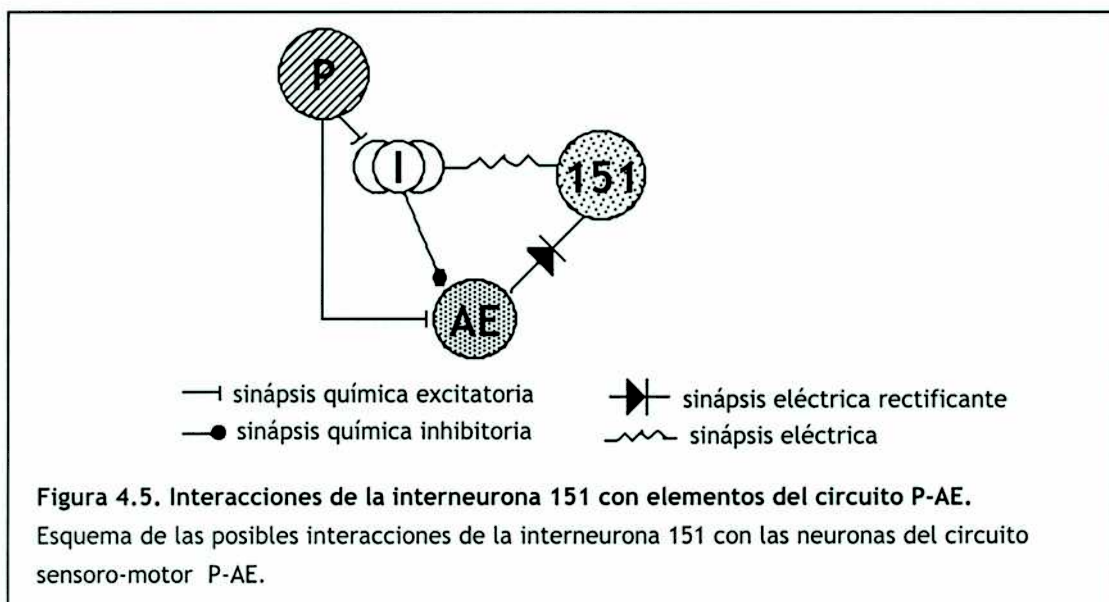 P
I
151
AE
sinápsis química excitatoria
sinápsis eléctrica rectificante
sinápsis química inhibitoria
sinápsis eléctrica
Figura 4.5. Interacciones de la interneurona 151 con elementos del circuito P-AE.
Esquema de las posibles interacciones de la interneurona 151 con las neuronas del circuito
sensoro-motor P-AE.